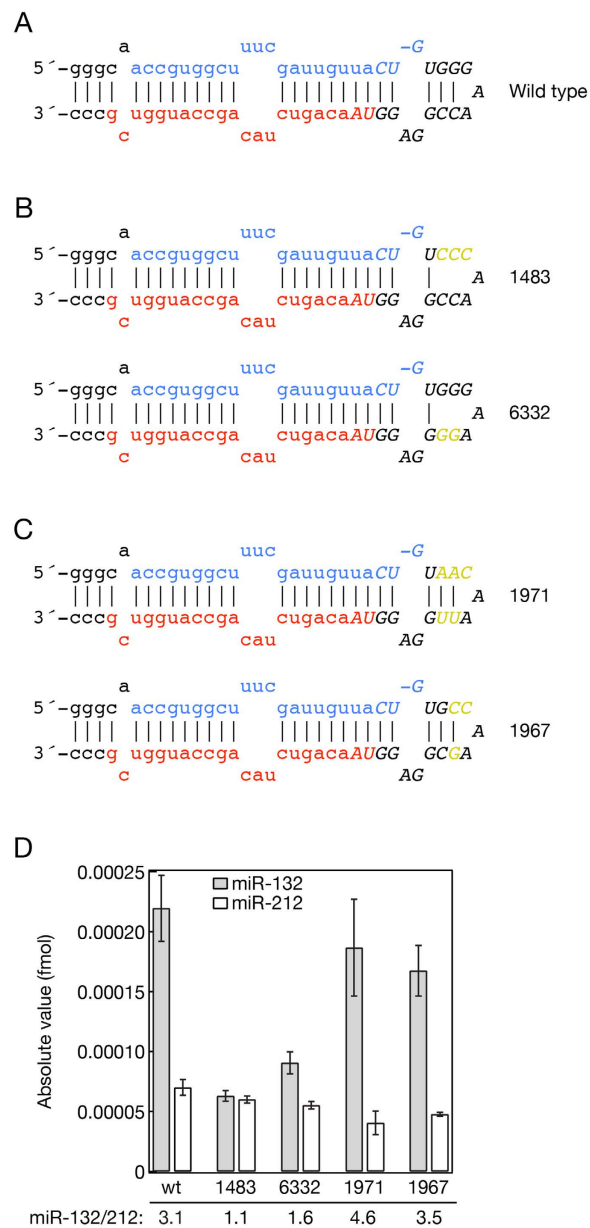 A
a uuc –G
5´–gggc accguggcu gauuguuaCU UGGG
A Wild type
3´–cccg ugguaccga cugacaAUGG GCCA
c cau AG
B
a uuc –G
5´–gggc accguggcu gauuguuaCU UCCC
A 1483
3´–cccg ugguaccga cugacaAUGG GCCA
c cau AG
a uuc –G
5´–gggc accguggcu gauuguuaCU UGGG
A 6332
3´–cccg ugguaccga cugacaAUGG GGGA
c cau AG
C
a uuc –G
5´–gggc accguggcu gauuguuaCU UAAC
A 1971
3´–cccg ugguaccga cugacaAUGG GUUA
c cau AG
a uuc –G
5´–gggc accguggcu gauuguuaCU UGCC
A 1967
3´–cccg ugguaccga cugacaAUGG GCGA
c cau AG
D
0.00025
miR-132
miR-212
0.00020
0.00015
0.00010
0.00005
0
Absolute value (fmol)
wt 1483 6332 1971 1967
miR-132/212: 3.1 1.1 1.6 4.6 3.5